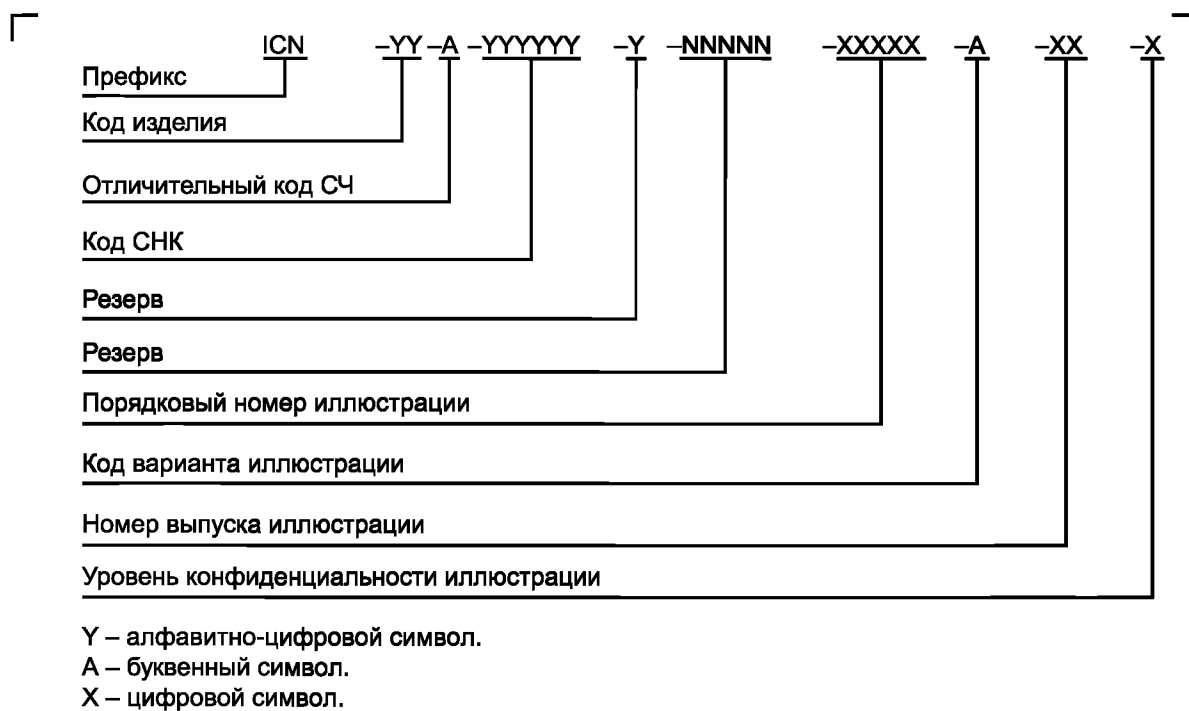 ICN –YY –A –YYYYYY –Y –NNNNN –XXXXX –A –XX –X
Префикс
Код изделия
Отличительный код СЧ
Код СНК
Резерв
Резерв
Порядковый номер иллюстрации
Код варианта иллюстрации
Номер выпуска иллюстрации
Уровень конфиденциальности иллюстрации
Y – алфавитно-цифровой символ.
А – буквенный символ.
Х – цифровой символ.